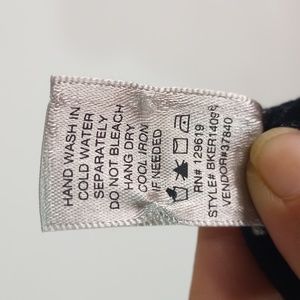 HAND WASH IN
COLD WATER
SEPARATELY
DO NOT BLEACH
HANG DRY
COOL IRON
IF NEEDED
RN# 129619
STYLE# BKER1409S
VENDOR#37840